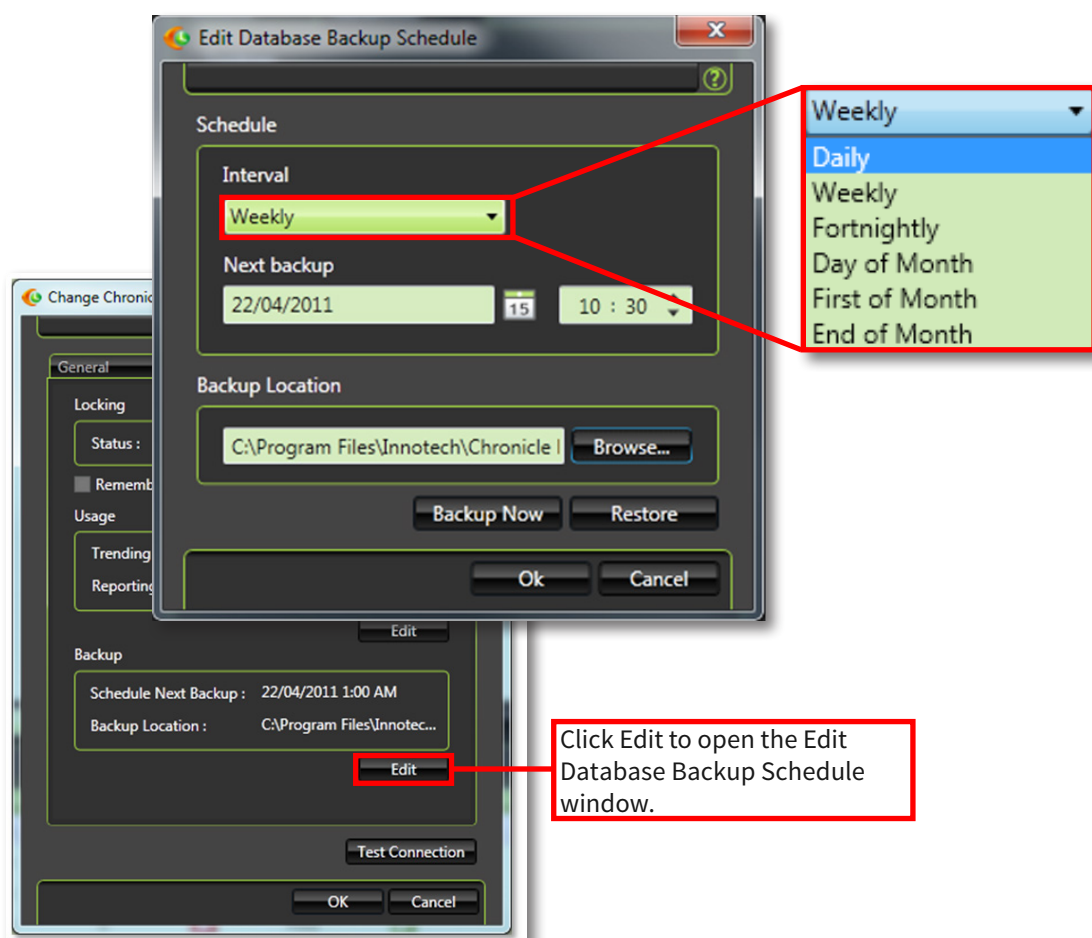 Edit Database Backup Schedule
Schedule
Interval
Weekly
Next backup
22/04/2011
15
10 : 30
Backup Location
C:\Program Files\Innotech\Chronicle
Browse...
Backup Now
Restore
Ok
Cancel
Weekly
Daily
Weekly
Fortnightly
Day of Month
First of Month
End of Month
Change Chronic
General
Locking
Status :
Rememb
Usage
Trending
Reporting
Edit
Backup
Schedule Next Backup : 22/04/2011 1:00 AM
Backup Location : C:\Program Files\Innotec...
Edit
Test Connection
OK
Cancel
Click Edit to open the Edit
Database Backup Schedule
window.